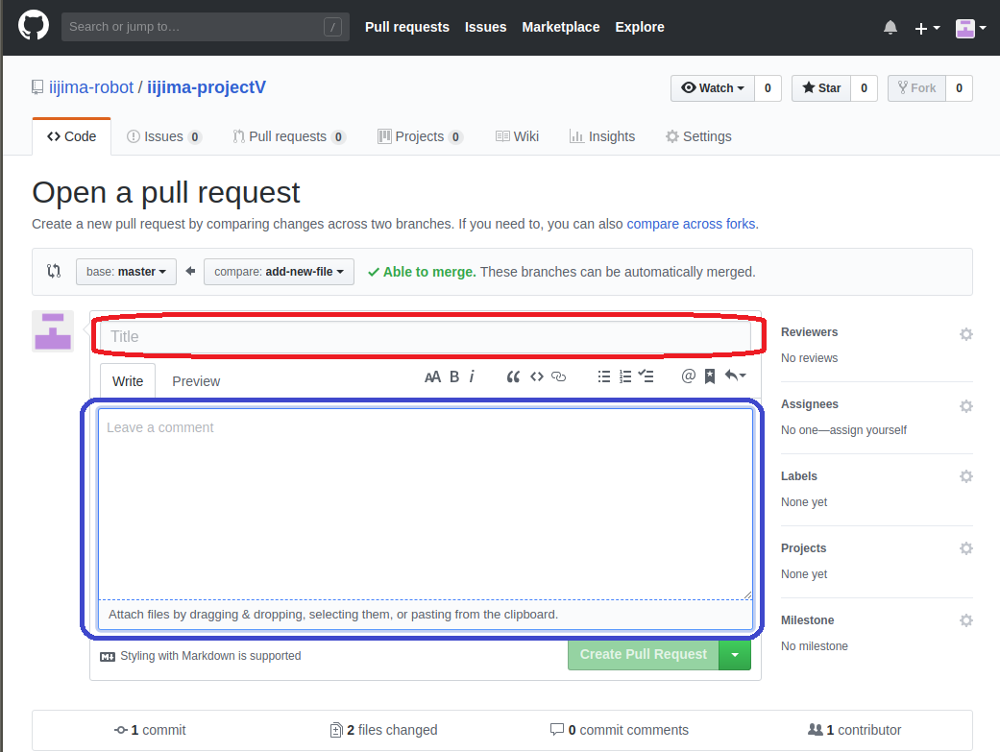 Search or jump to… /
Pull requests Issues Marketplace Explore
iijima-robot / iijima-projectV
Watch 0 Star 0 Fork 0
Code Issues 0 Pull requests 0 Projects 0 Wiki Insights Settings
Open a pull request
Create a new pull request by comparing changes across two branches. If you need to, you can also compare across forks.
base: master compare: add-new-file Able to merge. These branches can be automatically merged.
Title
Write Preview
AA B i
Leave a comment
Attach files by dragging & dropping, selecting them, or pasting from the clipboard.
Styling with Markdown is supported
Create Pull Request
Reviewers
No reviews
Assignees
No one—assign yourself
Labels
None yet
Projects
None yet
Milestone
No milestone
1 commit 2 files changed 0 commit comments 1 contributor